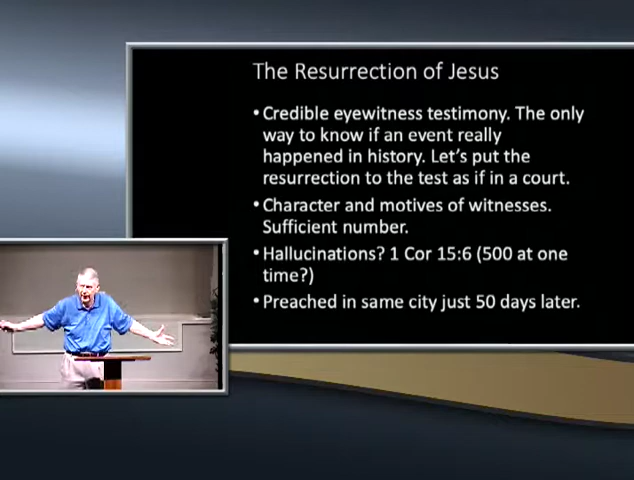 The Resurrection of Jesus
• Credible eyewitness testimony. The only
way to know if an event really
happened in history. Let's put the
resurrection to the test as if in a court.
• Character and motives of witnesses.
Sufficient number.
• Hallucinations? 1 Cor 15:6 (500 at one
time?)
• Preached in same city just 50 days later.